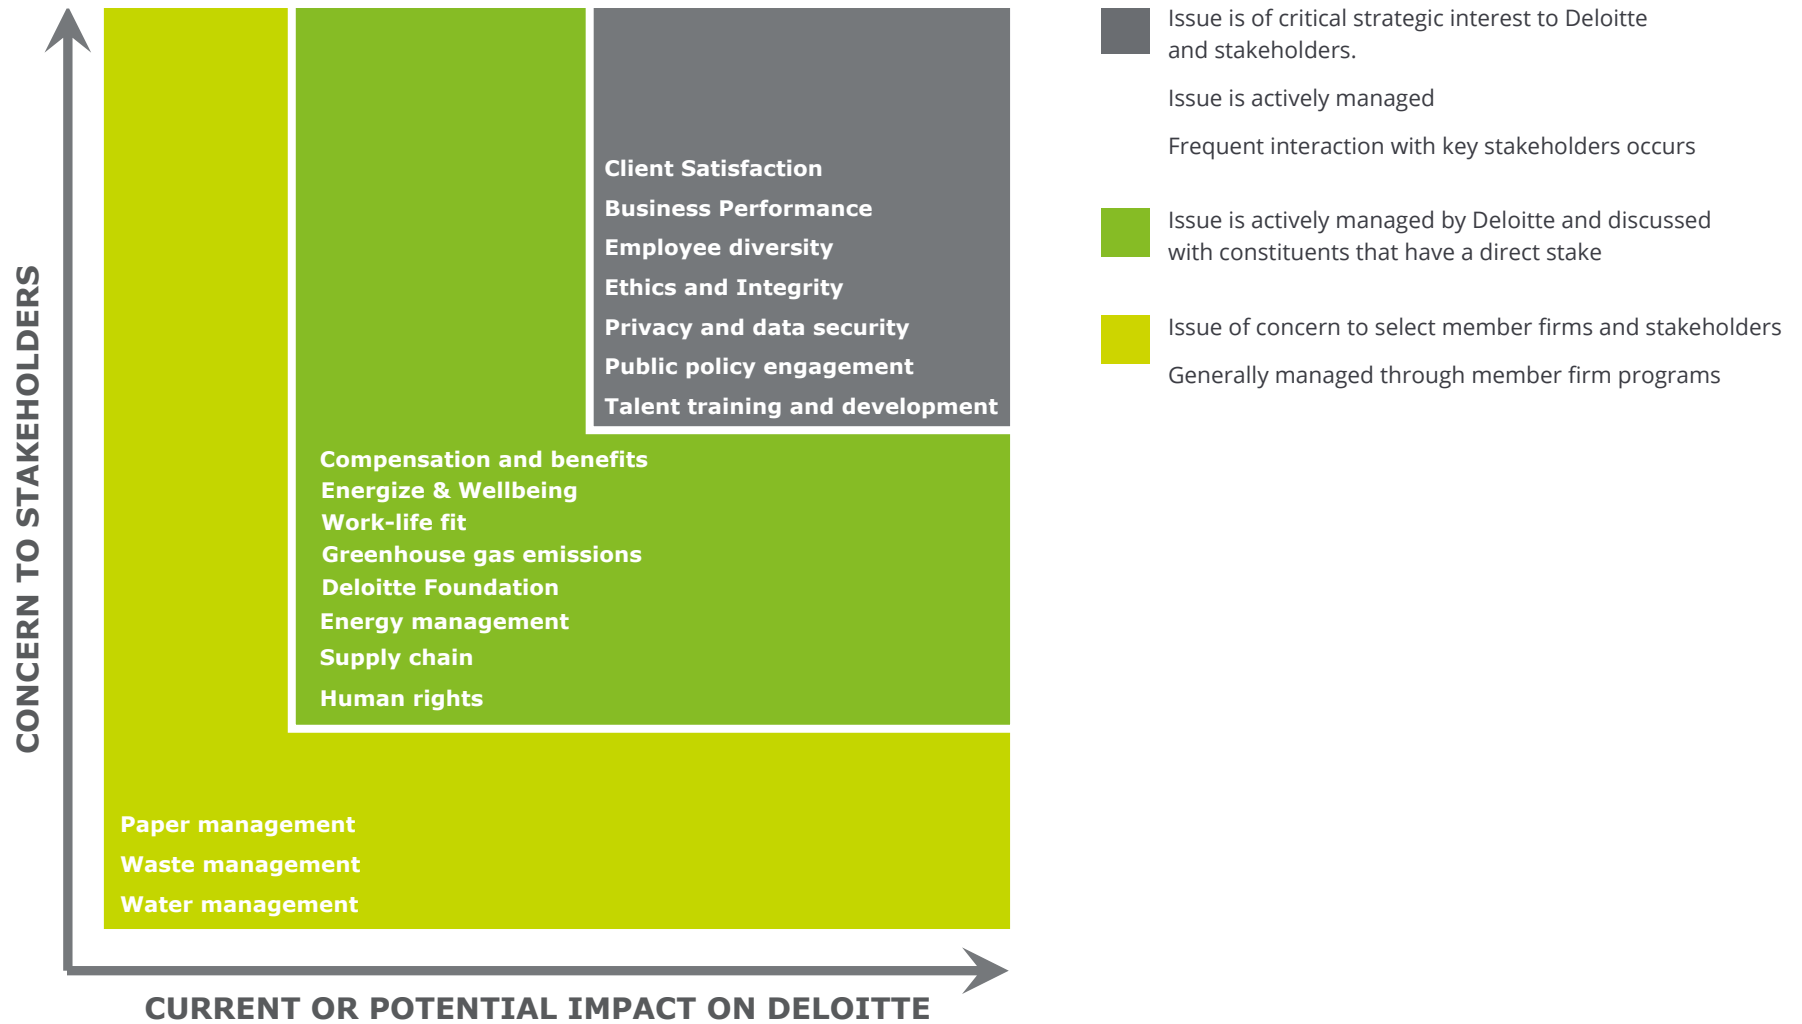 CONCERN TO STAKEHOLDERS
Client Satisfaction
Business Performance
Employee diversity
Ethics and Integrity
Privacy and data security
Public policy engagement
Talent training and development
Compensation and benefits
Energize & Wellbeing
Work-life fit
Greenhouse gas emissions
Deloitte Foundation
Energy management
Supply chain
Human rights
Paper management
Waste management
Water management
CURRENT OR POTENTIAL IMPACT ON DELOITTE
Issue is of critical strategic interest to Deloitte
and stakeholders.
Issue is actively managed
Frequent interaction with key stakeholders occurs
Issue is actively managed by Deloitte and discussed
with constituents that have a direct stake
Issue of concern to select member firms and stakeholders
Generally managed through member firm programs